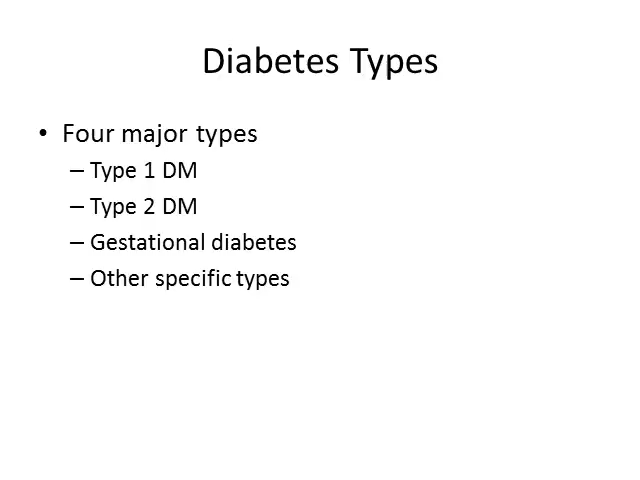 Diabetes Types
• Four major types
– Type 1 DM
– Type 2 DM
– Gestational diabetes
– Other specific types